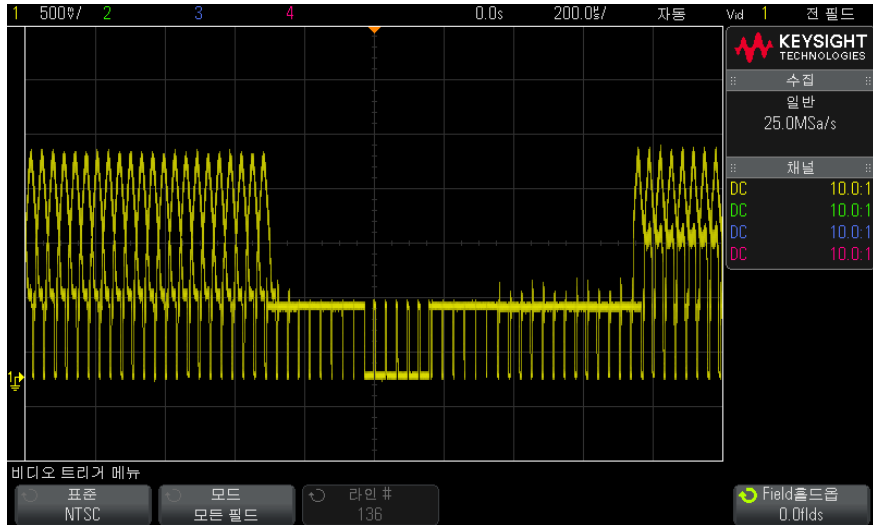 1 500▿/ 2 3 4 0.0s 200.0㎲/ 자동 Vid 1 전 필드
KEYSIGHT
TECHNOLOGIES
수집
일반
25.0MSa/s
채널
DC 10.0:1
DC 10.0:1
DC 10.0:1
DC 10.0:1
1
비디오 트리거 메뉴
표준
NTSC
모드
모든 필드
라인 #
136
Field홀드옵
0.0flds